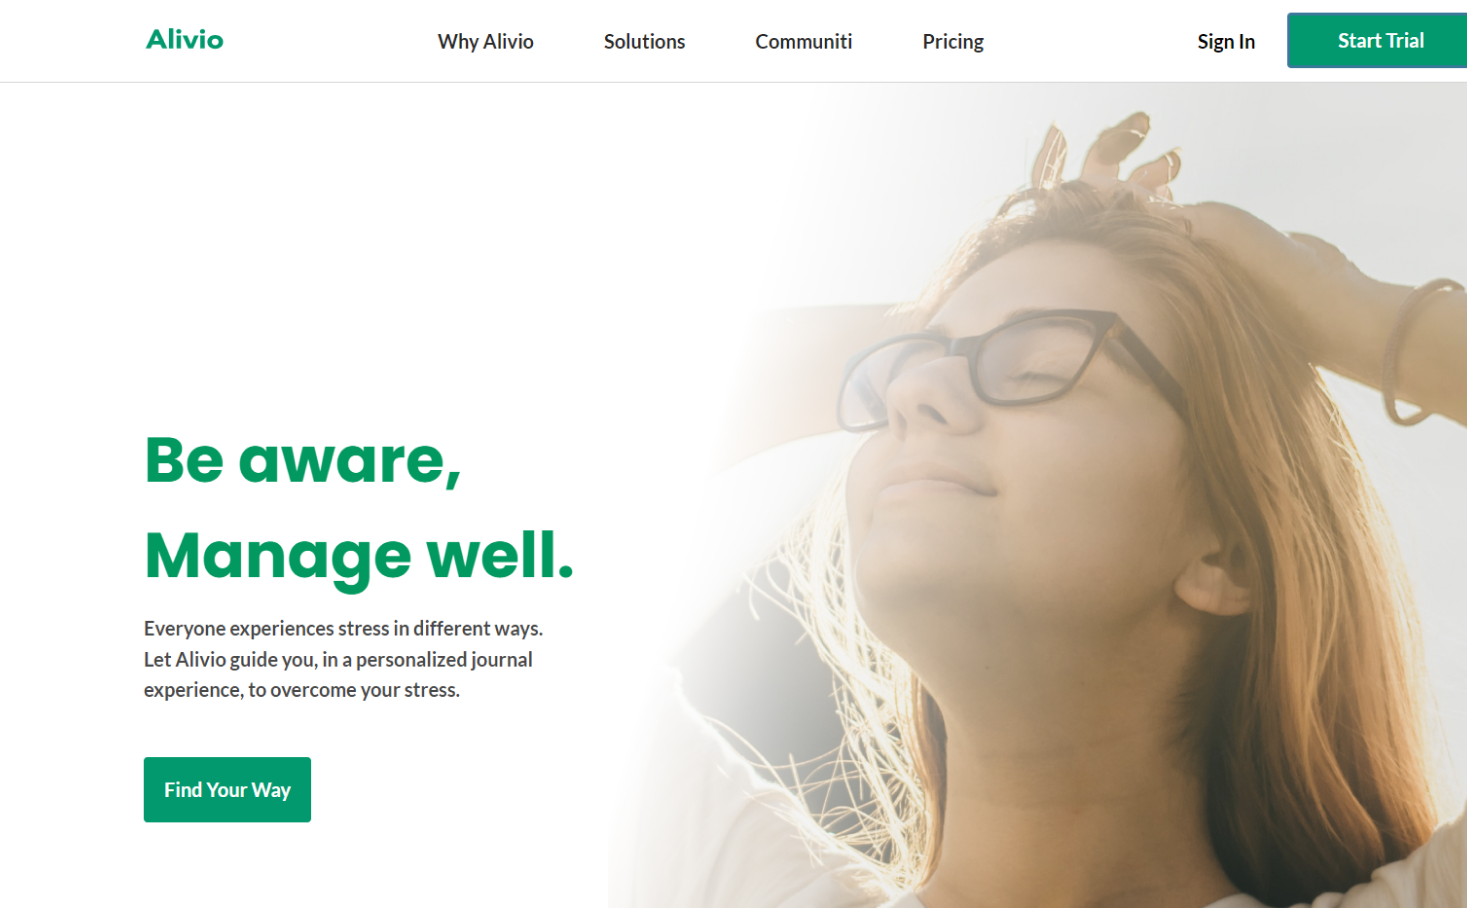 Alivio
Why Alivio
Solutions
Communiti
Pricing
Sign In
Start Trial
Be aware,
Manage well.
Everyone experiences stress in different ways.
Let Alivio guide you, in a personalized journal
experience, to overcome your stress.
Find Your Way